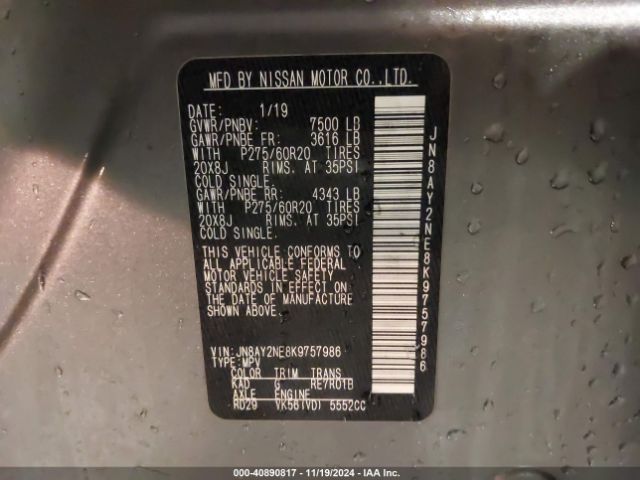 MFD BY NISSAN MOTOR CO.,LTD.
DATE: 1/19
GVWR/PNBV: 7500 LB
GAWR/PNBE FR: 3616 LB
WITH P275/60R20 TIRES
20X8J RIMS. AT 35PSI
COLD SINGLE.
GAWR/PNBE RR: 4343 LB
WITH P275/60R20 TIRES
20X8J RIMS. AT 35PSI
COLD SINGLE.
THIS VEHICLE CONFORMS TO
ALL APPLICABLE FEDERAL
MOTOR VEHICLE SAFETY
STANDARDS IN EFFECT ON
THE DATE OF MANUFACTURE
SHOWN ABOVE.
VIN:JN8AY2NE8K9757986
TYPE:MPV
COLOR TRIM TRANS
KAD G RE7R01B
AXLE ENGINE
RD29 VK56(VD) 5552CC
JN8AY2NE8K9757986
000-40890817 - 11/19/2024 - IAA Inc.